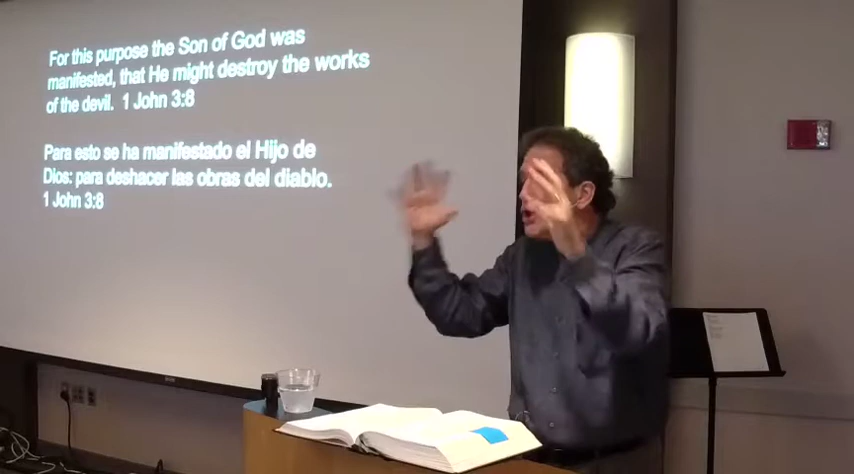 For this purpose the Son of God was
manifested, that He might destroy the works
of the devil. 1 John 3:8
Para esto se ha manifestado el Hijo de
Dios: para deshacer las obras del diablo.
1 John 3:8